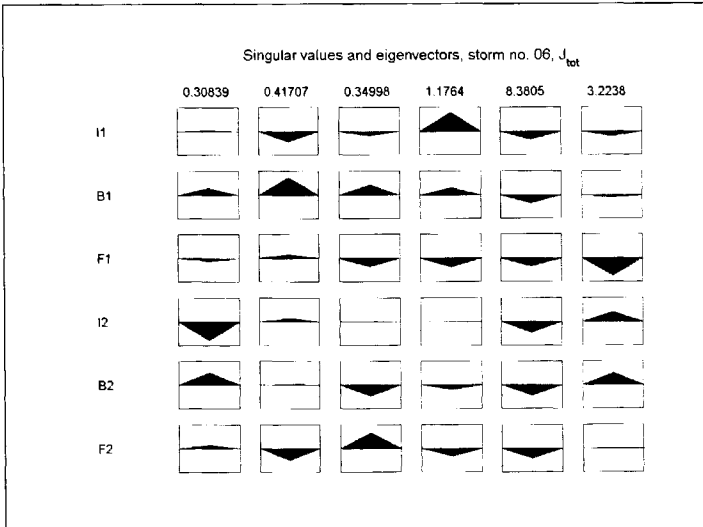 Singular values and eigenvectors, storm no. 06, Jtot
0.30839 0.41707 0.34998 1.1764 8.3805 3.2238
I1
B1
F1
I2
B2
F2